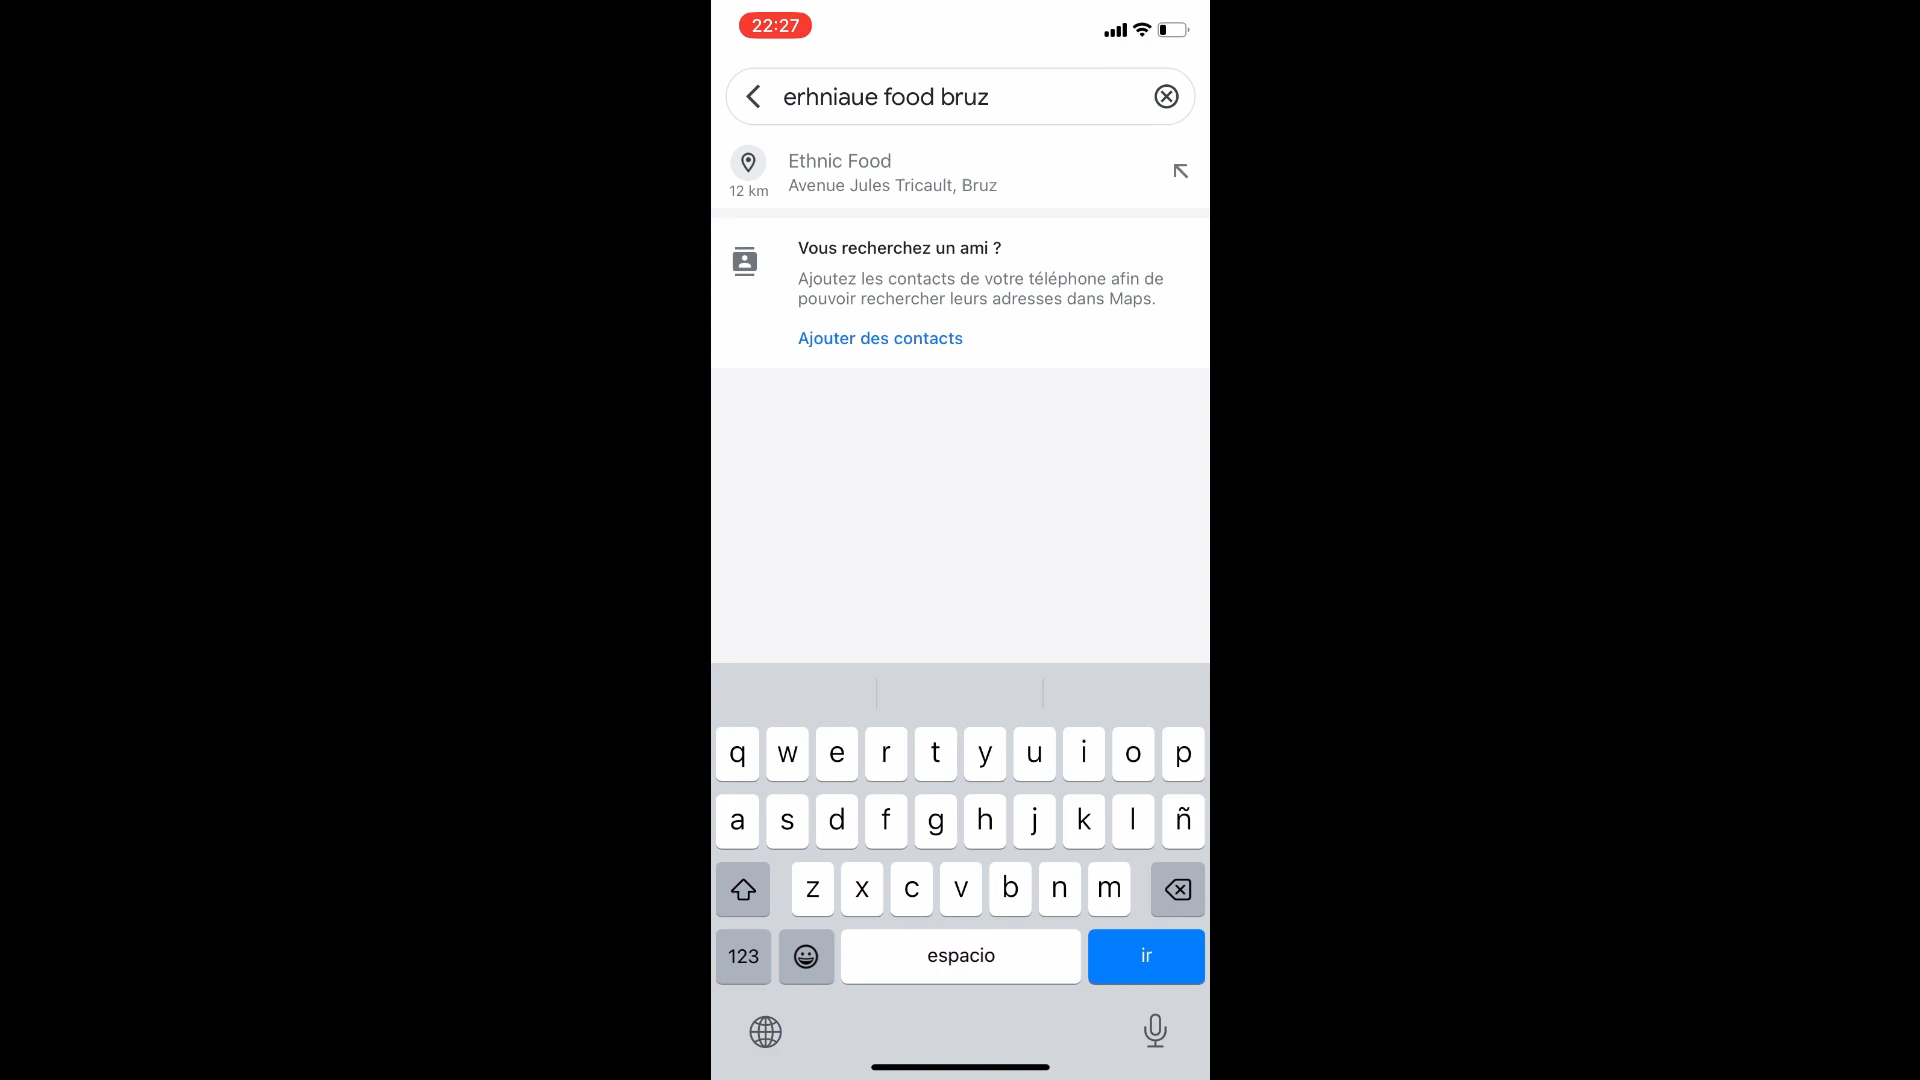 22:27
erhniaue food bruz
Ethnic Food
Avenue Jules Tricault, Bruz
12 km
Vous recherchez un ami ?
Ajoutez les contacts de votre téléphone afin de
pouvoir rechercher leurs adresses dans Maps.
Ajouter des contacts
q w e r t y u i o p
a s d f g h j k l ñ
z x c v b n m
123 espacio ir